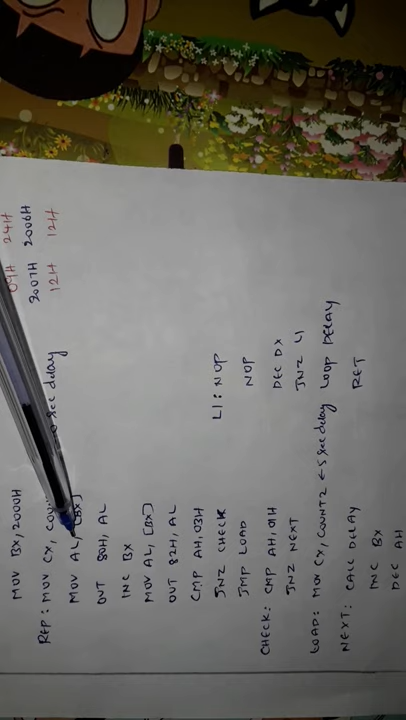 MOV BX, 2000H
REP: MOV CX, sec delay
MOV AL, [BX]
OUT 80H, AL
INC BX
MOV AL, [BX]
OUT 82H, AL
CMP AH, 03H
JNZ CHECK
JMP LOAD
CHECK: CMP AH, 01H
JNZ NEXT
LOAD: MOV CX, COUNT2 ← 5 sec delay
NEXT: CALL DELAY
INC BX
DEC AH
L1: NOP
NOP
DEC DX
JNZ L1
LOOP DELAY
RET
04H 24H
2007H 2006H
12H 12H